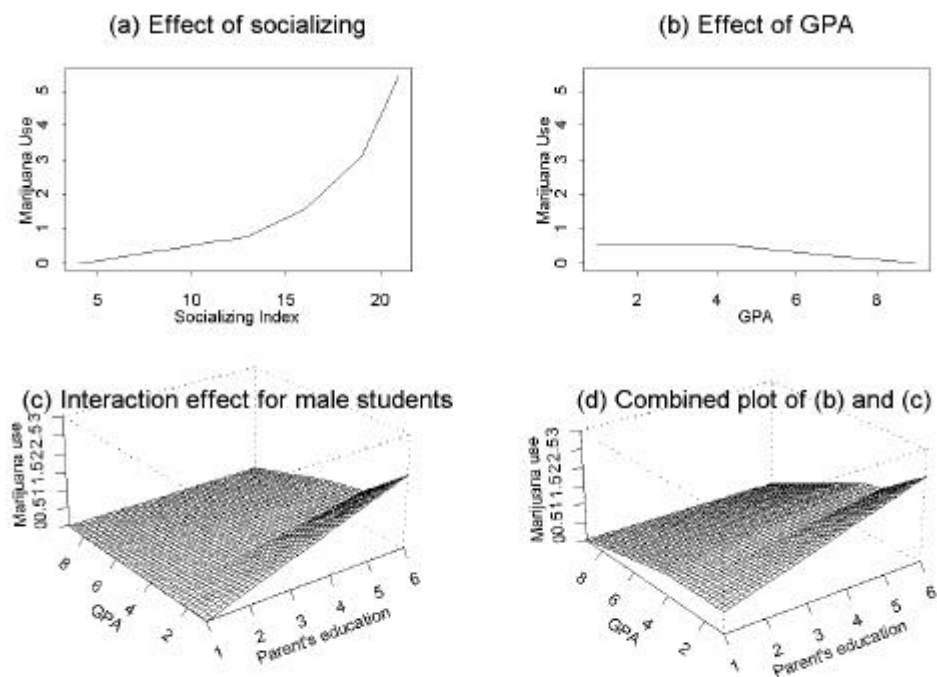 (a) Effect of socializing
Marijuana Use
0 1 2 3 4 5
5 10 15 20
Socializing Index
(b) Effect of GPA
Marijuana Use
0 1 2 3 4 5
2 4 6 8
GPA
(c) Interaction effect for male students
Marijuana use
00.511.522.53
8 6 4 2
GPA
1 2 3 4 5 6
Parent's education
(d) Combined plot of (b) and (c)
Marijuana use
00.511.522.53
8 6 4 2
GPA
1 2 3 4 5 6
Parent's education